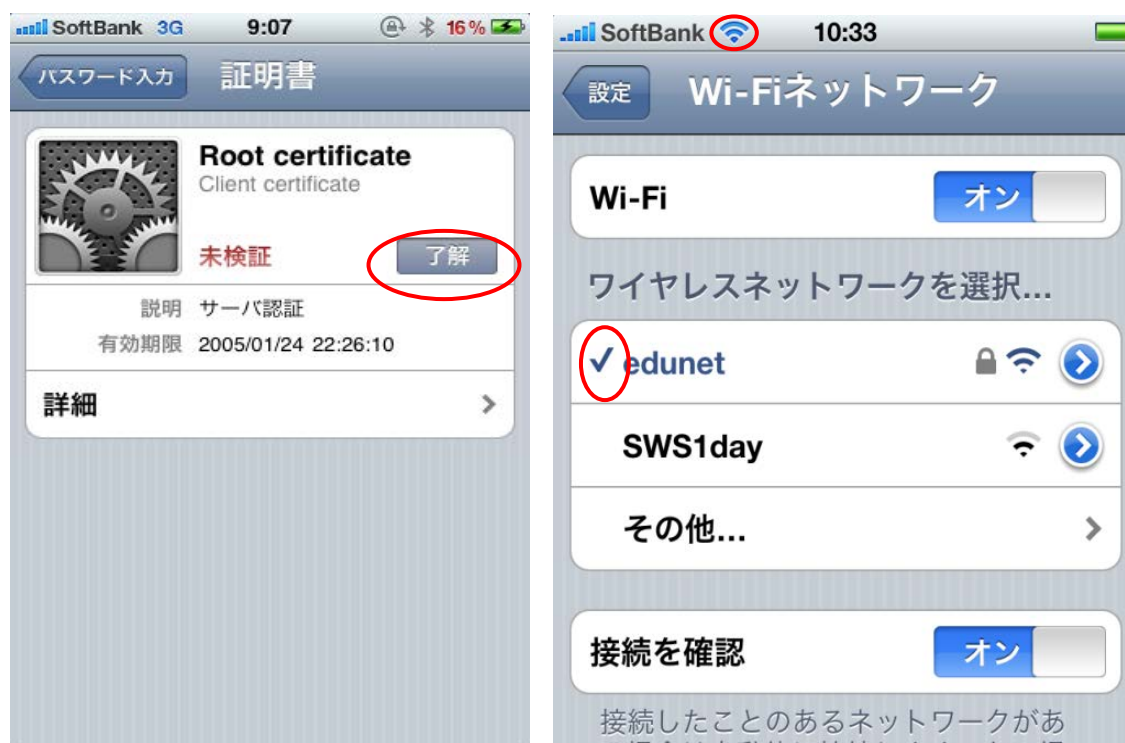 SoftBank 3G 9:07 16%
パスワード入力 証明書
Root certificate
Client certificate
未検証 了解
説明 サーバ認証
有効期限 2005/01/24 22:26:10
詳細
SoftBank 10:33
設定 Wi-Fiネットワーク
Wi-Fi オン
ワイヤレスネットワークを選択...
edunet
SWS1day
その他...
接続を確認 オン
接続したことのあるネットワークがあ